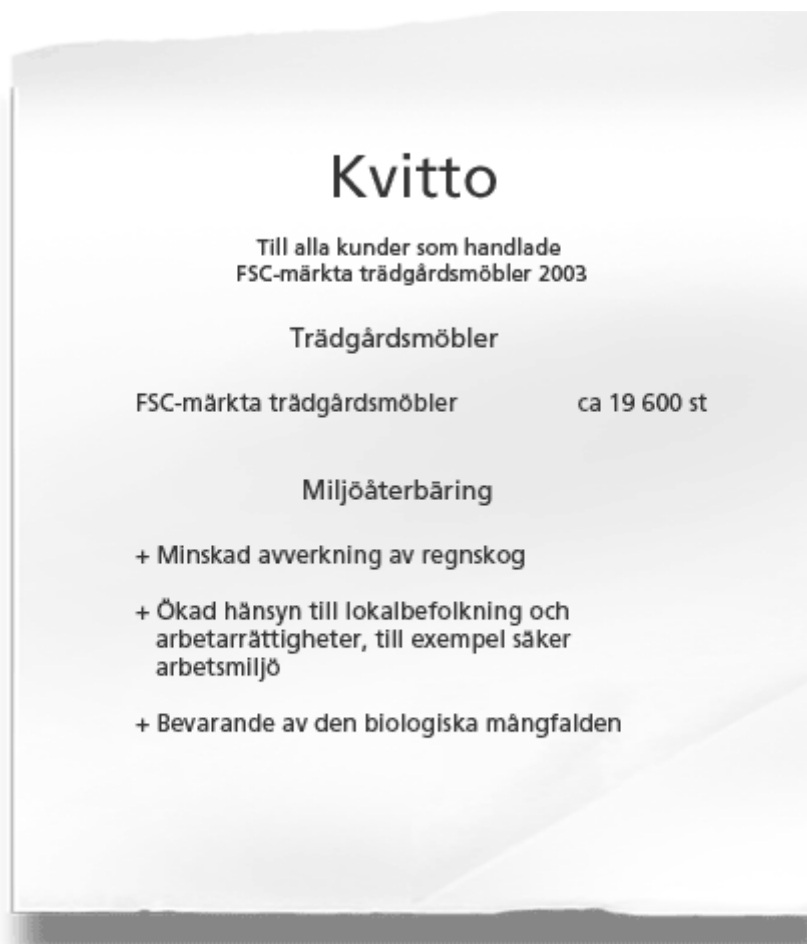 Kvitto
Till alla kunder som handlade
FSC-märkta trädgårdsmöbler 2003
Trädgårdsmöbler
FSC-märkta trädgårdsmöbler ca 19 600 st
Miljöåterbäring
+ Minskad avverkning av regnskog
+ Ökad hänsyn till lokalbefolkning och
arbetarrättigheter, till exempel säker
arbetsmiljö
+ Bevarande av den biologiska mångfalden